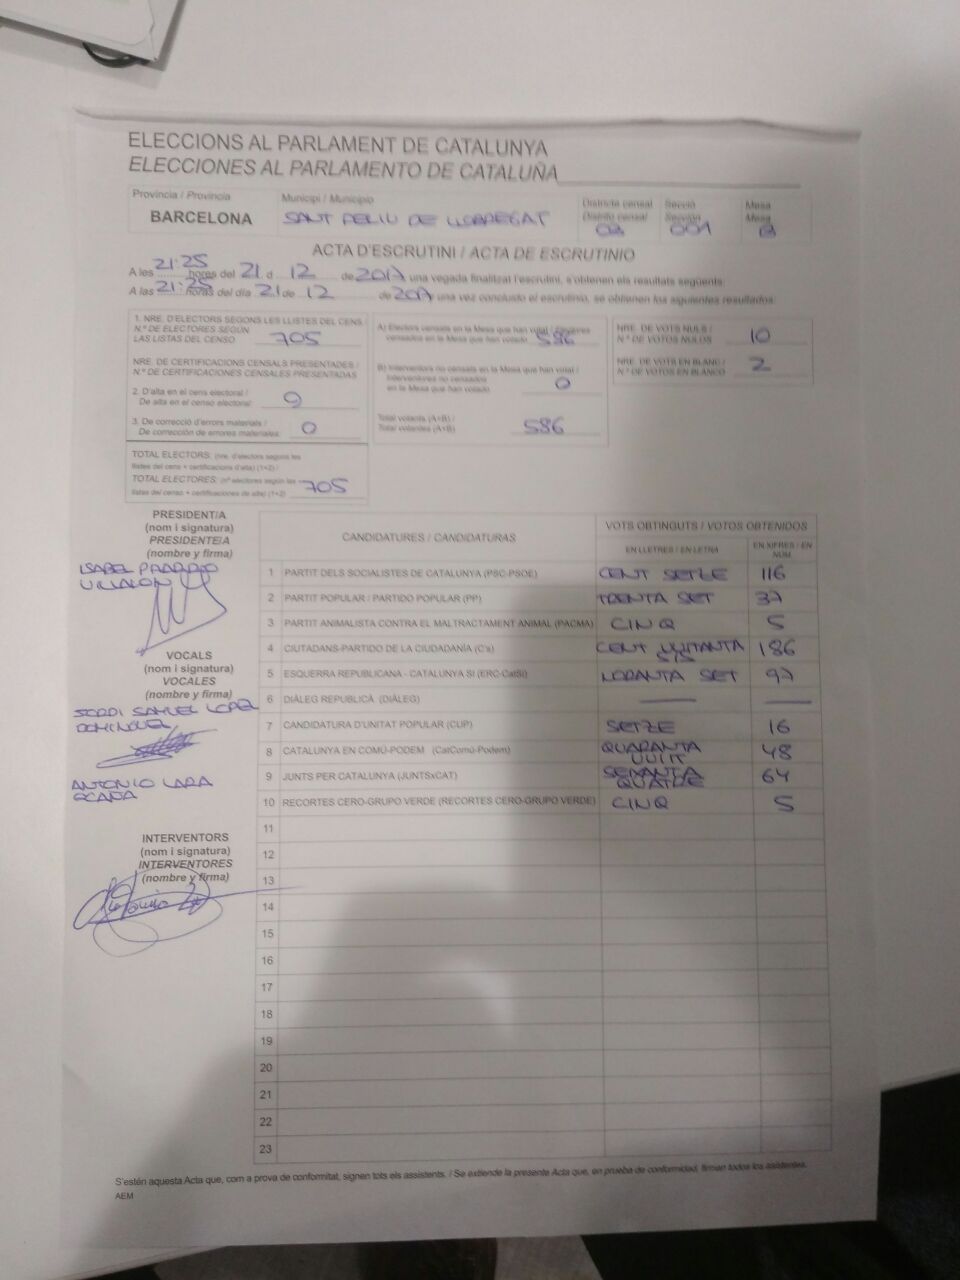 ELECCIONS AL PARLAMENT DE CATALUNYA
ELECCIONES AL PARLAMENTO DE CATALUÑA
Província / Provincia
Municipi / Municipio
Districte censal
Distrito censal
Secció
Sección
Mesa
Mesa
BARCELONA
SANT FELIU DE LLOBREGAT
02
001
B
ACTA D'ESCRUTINI / ACTA DE ESCRUTINIO
A les 21:25 hores del 21 d 12 de 2017 una vegada finalitzat l'escrutini, s'obtenen els resultats següents:
A las 21:25 horas del día 21 de 12 de 2017 una vez concluido el escrutinio, se obtienen los siguientes resultados:
1. NRE. D'ELECTORS SEGONS LES LLISTES DEL CENS
N.º DE ELECTORES SEGÚN
LAS LISTAS DEL CENSO 705
NRE. DE CERTIFICACIONS CENSALS PRESENTADES /
N.º DE CERTIFICACIONES CENSALES PRESENTADAS
2. D'alta en el cens electoral /
De alta en el censo electoral: 0
3. De correcció d'errors materials /
De corrección de errores materiales: 0
TOTAL ELECTORS: (nre. d'electors segons les
llistes del cens + certificacions d'alta) (1+2) /
TOTAL ELECTORES: (nº electores según las
listas del censo + certificaciones de alta) (1+2) 705
A) Electors censats en la Mesa que han votat / Electores
censados en la Mesa que han votado 586
B) Interventors no censats en la Mesa que han votat /
Interventores no censados
en la Mesa que han votado 0
Total votants (A+B) /
Total votantes (A+B) 586
NRE. DE VOTS NULS /
N.º DE VOTOS NULOS 10
NRE. DE VOTS EN BLANC /
N.º DE VOTOS EN BLANCO 2
PRESIDENT/A
(nom i signatura)
PRESIDENTE/A
(nombre y firma)
ISABEL PARDO
VILLALON
VOCALS
(nom i signatura)
VOCALES
(nombre y firma)
JORDI SAMUEL LOPEZ
DOMINGUEZ
ANTONIO LARA
OCAÑA
INTERVENTORS
(nom i signatura)
INTERVENTORES
(nombre y firma)
CANDIDATURES / CANDIDATURAS
VOTS OBTINGUTS / VOTOS OBTENIDOS
EN LLETRES / EN LETRA
EN XIFRES / EN NUM
1 PARTIT DELS SOCIALISTES DE CATALUNYA (PSC-PSOE) CENT SETZE 116
2 PARTIT POPULAR / PARTIDO POPULAR (PP) TRENTA SET 37
3 PARTIT ANIMALISTA CONTRA EL MALTRACTAMENT ANIMAL (PACMA) CINQ 5
4 CIUTADANS-PARTIDO DE LA CIUDADANÍA (C's) CENT VUITANTA SIS 186
5 ESQUERRA REPUBLICANA - CATALUNYA SÍ (ERC-CatSí) NORANTA SET 97
6 DIÀLEG REPUBLICÀ (DIÀLEG)
7 CANDIDATURA D'UNITAT POPULAR (CUP) SETZE 16
8 CATALUNYA EN COMÚ-PODEM (CatComú-Podem) QUARANTA VUIT 48
9 JUNTS PER CATALUNYA (JUNTSxCAT) SEXANTA QUATRE 64
10 RECORTES CERO-GRUPO VERDE (RECORTES CERO-GRUPO VERDE) CINQ 5
11
12
13
14
15
16
17
18
19
20
21
22
23
S'estén aquesta Acta que, com a prova de conformitat, signen tots els assistents. / Se extiende la presente Acta que, en prueba de conformidad, firman todos los asistentes.
AEM